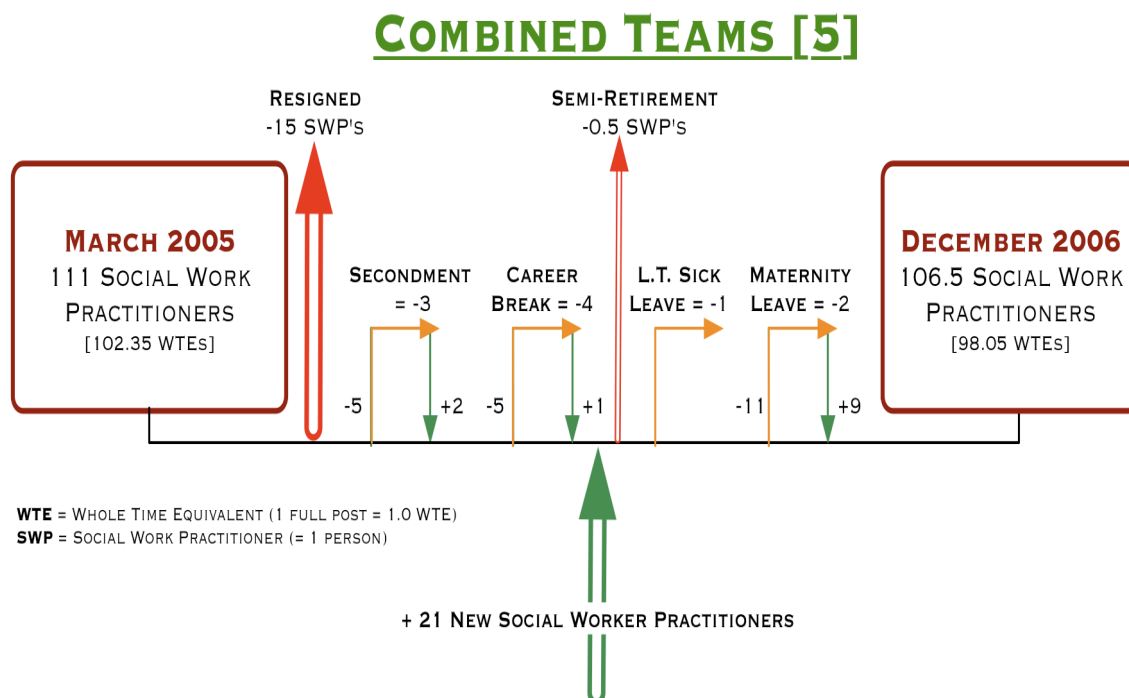 COMBINED TEAMS [5]
RESIGNED
-15 SWP'S
SEMI-RETIREMENT
-0.5 SWP'S
MARCH 2005
111 SOCIAL WORK
PRACTITIONERS
[102.35 WTES]
SECONDMENT
= -3
CAREER
BREAK = -4
L.T. SICK
LEAVE = -1
MATERNITY
LEAVE = -2
DECEMBER 2006
106.5 SOCIAL WORK
PRACTITIONERS
[98.05 WTES]
-5
+2
-5
+1
-11
+9
WTE = WHOLE TIME EQUIVALENT (1 FULL POST = 1.0 WTE)
SWP = SOCIAL WORK PRACTITIONER (= 1 PERSON)
+ 21 NEW SOCIAL WORKER PRACTITIONERS